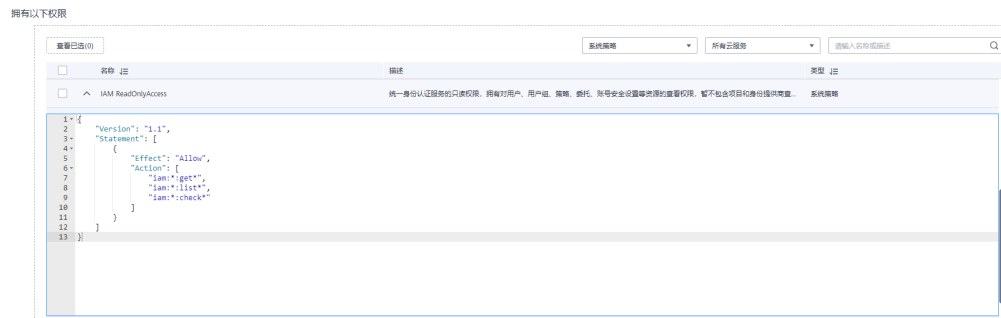 拥有以下权限
查看已选(0) 系统策略 所有云服务 请输入名称或描述
名称 描述 类型
IAM ReadOnlyAccess 统一身份认证服务的只读权限，拥有对用户、用户组、策略、委托、账号安全设置等资源的查看权限，暂不包含项目和身份提供商查... 系统策略
1 {
2 "Version": "1.1",
3 "Statement": [
4 {
5 "Effect": "Allow",
6 "Action": [
7 "iam:*:get*",
8 "iam:*:list*",
9 "iam:*:check*"
10 ]
11 }
12 ]
13 }